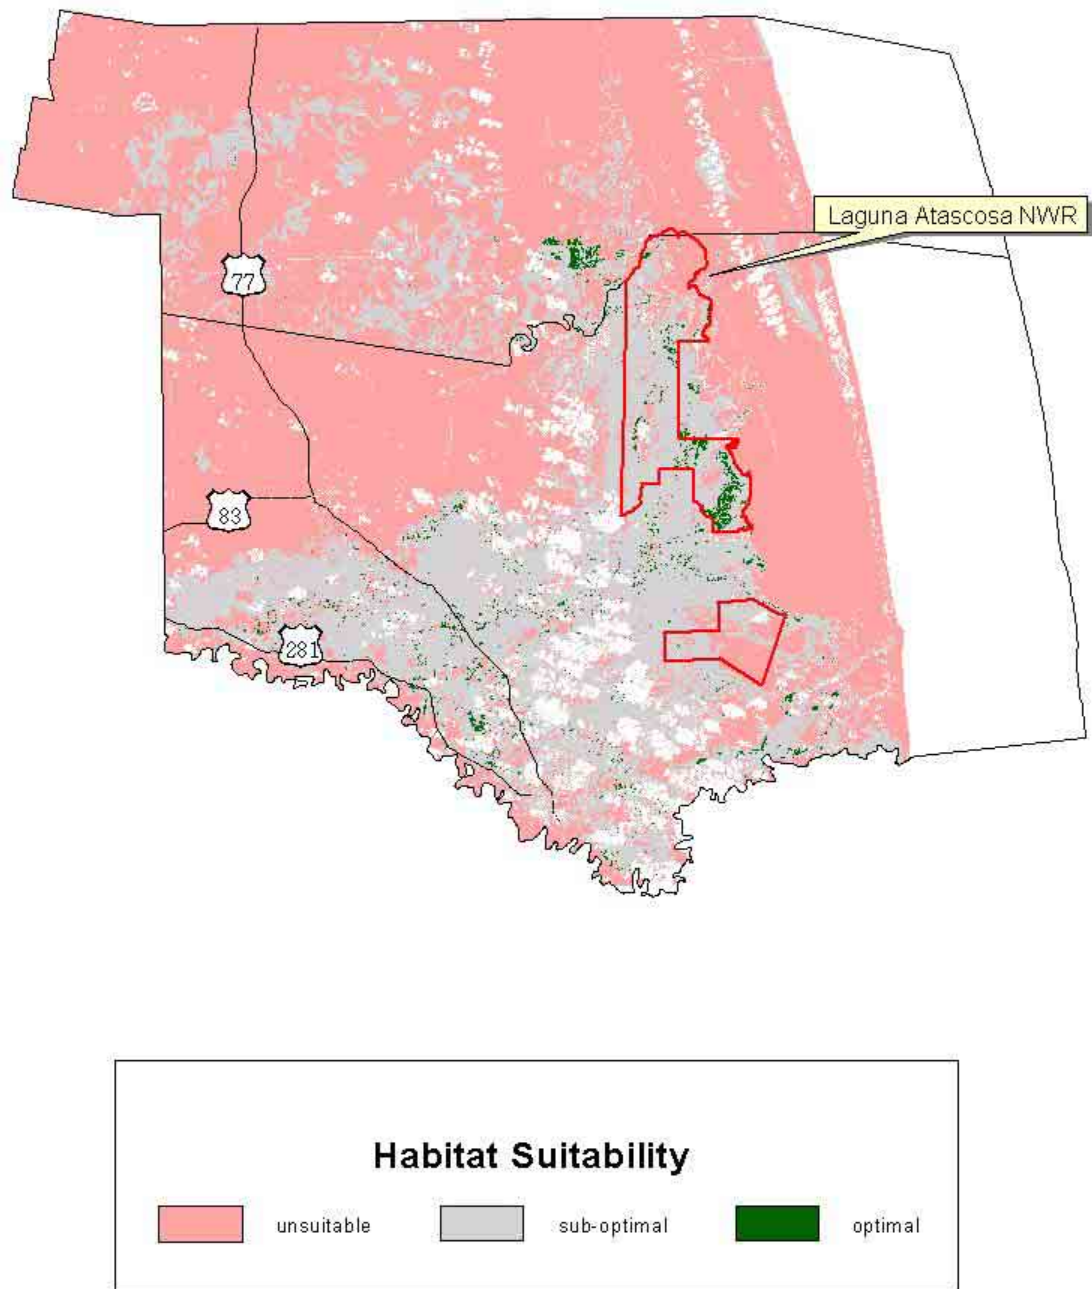 Laguna Atascosa NWR
77
83
281
Habitat Suitability
unsuitable
sub-optimal
optimal